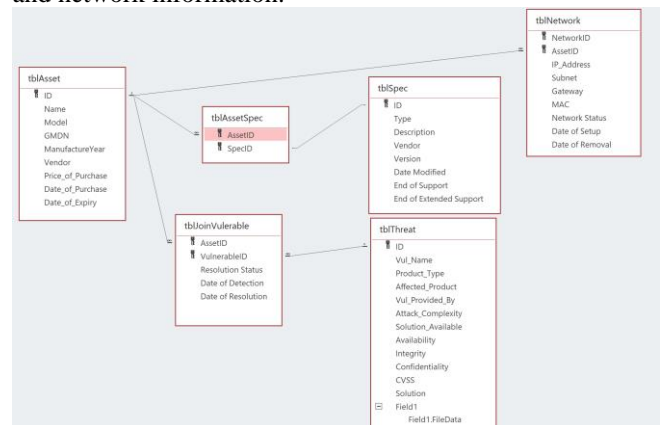 and network information.
tblAsset
ID
Name
Model
GMDN
ManufactureYear
Vendor
Price_of_Purchase
Date_of_Purchase
Date_of_Expiry
tblAssetSpec
AssetID
SpecID
tblSpec
ID
Type
Description
Vendor
Version
Date Modified
End of Support
End of Extended Support
tblNetwork
NetworkID
AssetID
IP_Address
Subnet
Gateway
MAC
Network Status
Date of Setup
Date of Removal
tblJoinVulerable
AssetID
VulnerableID
Resolution Status
Date of Detection
Date of Resolution
tblThreat
ID
Vul_Name
Product_Type
Affected_Product
Vul_Provided_By
Attack_Complexity
Solution_Available
Availability
Integrity
Confidentiality
CVSS
Solution
Field1
Field1.FileData